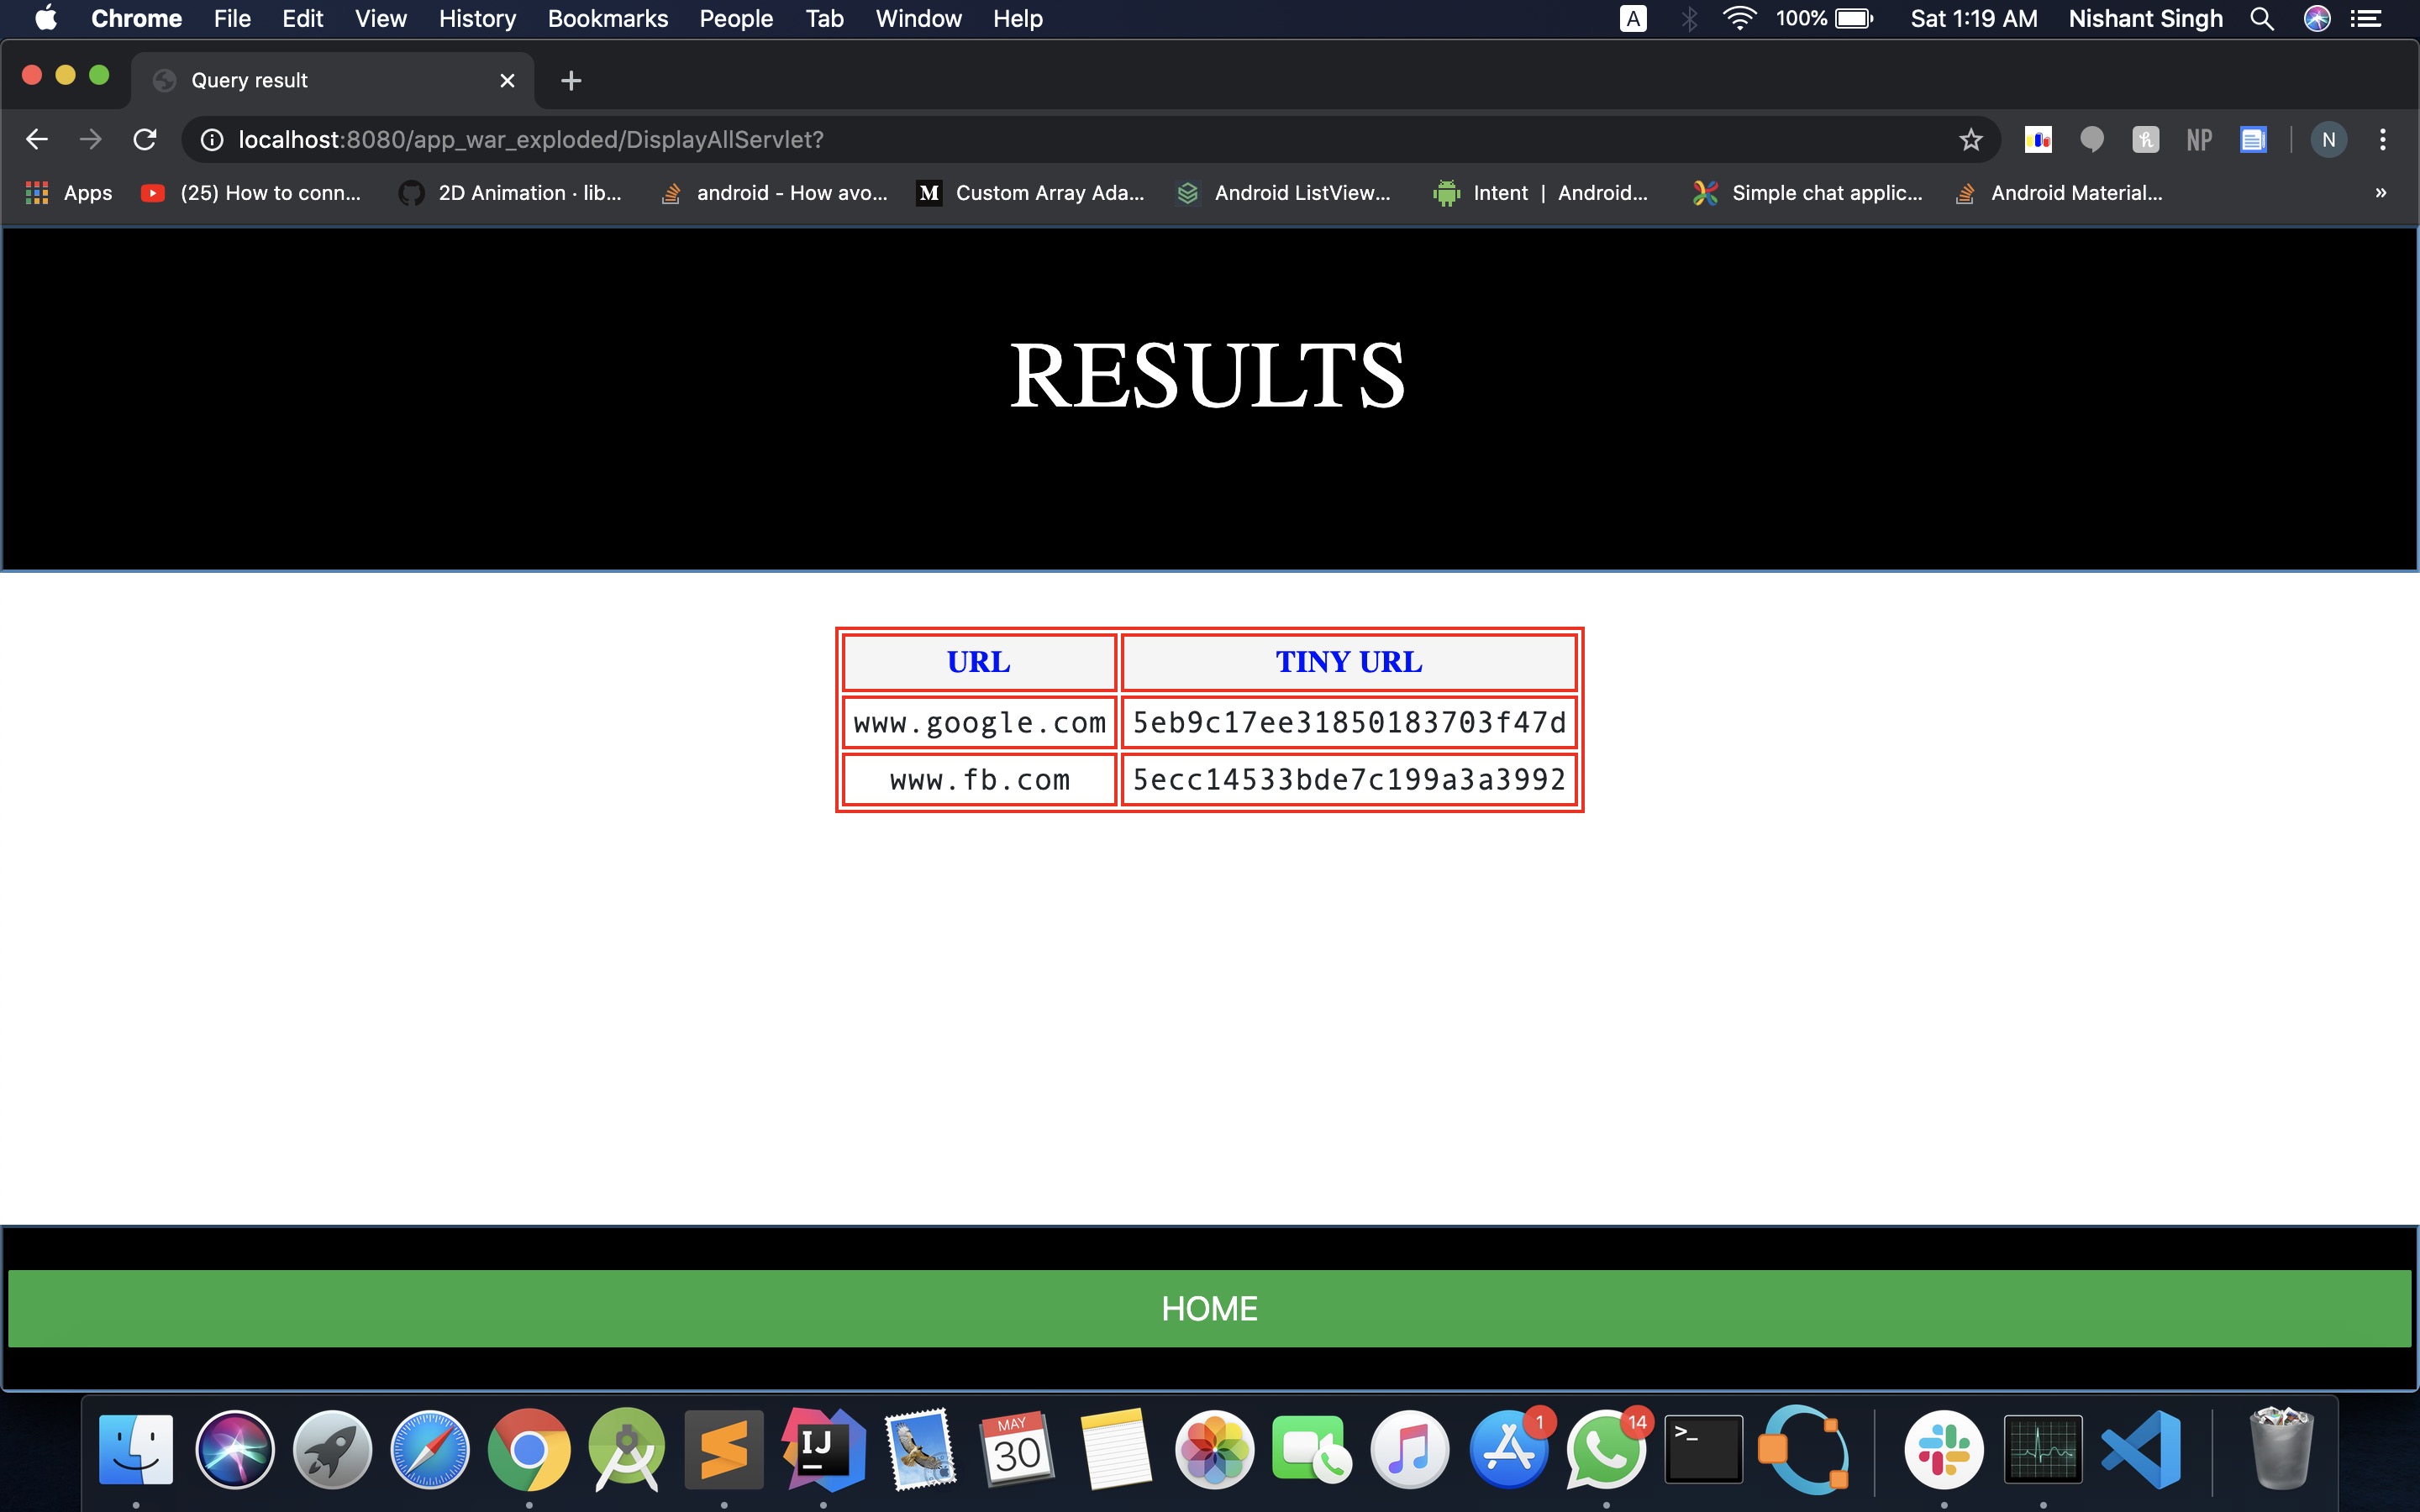 Chrome File Edit View History Bookmarks People Tab Window Help A 100% Sat 1:19 AM Nishant Singh
Query result
localhost:8080/app_war_exploded/DisplayAllServlet? NP N
Apps (25) How to conn... 2D Animation · lib... android - How avo... M Custom Array Ada... Android ListView... Intent | Android... Simple chat applic... Android Material... »
RESULTS
URL TINY URL
www.google.com 5eb9c17ee31850183703f47d
www.fb.com 5ecc14533bde7c199a3a3992
HOME
IJ MAY 30 1 14 >_